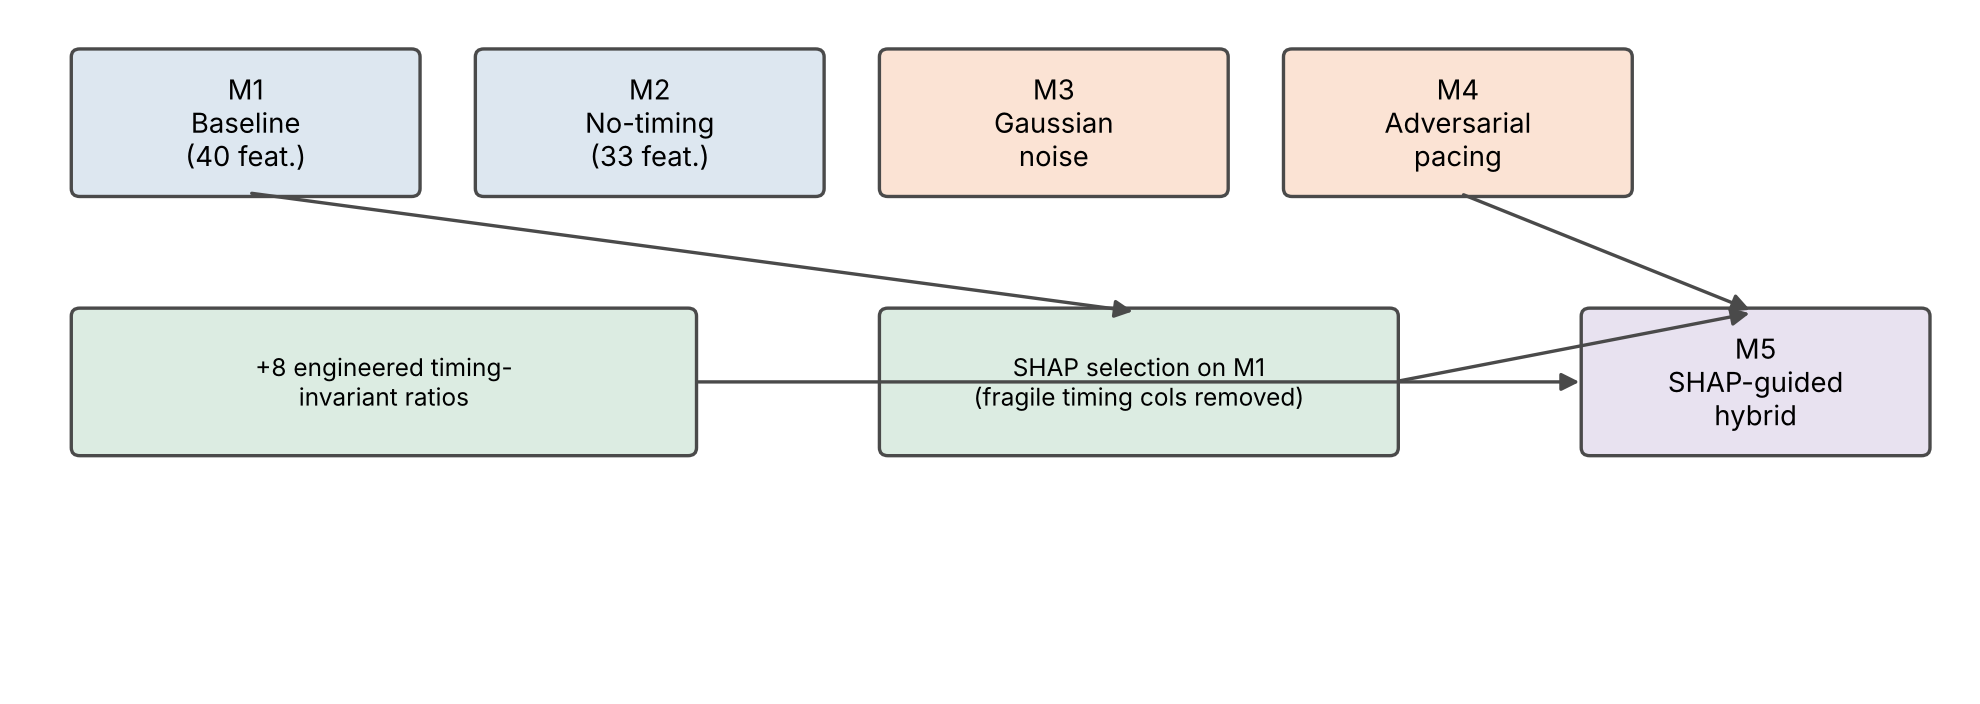 M1
Baseline
(40 feat.)
M2
No-timing
(33 feat.)
M3
Gaussian
noise
M4
Adversarial
pacing
+8 engineered timing-
invariant ratios
SHAP selection on M1
(fragile timing cols removed)
M5
SHAP-guided
hybrid